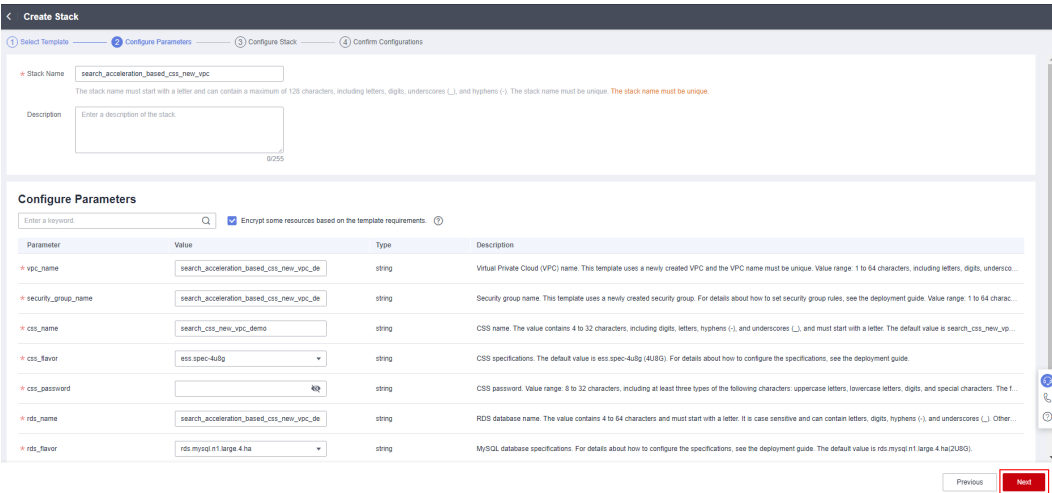 Create Stack
1 Select Template 2 Configure Parameters 3 Configure Stack 4 Confirm Configurations
* Stack Name search_acceleration_based_css_new_vpc
The stack name must start with a letter and can contain a maximum of 128 characters, including letters, digits, underscores (_), and hyphens (-). The stack name must be unique. The stack name must be unique.
Description Enter a description of the stack
0/255
Configure Parameters
Enter a keyword. Encrypt some resources based on the template requirements. ?
Parameter Value Type Description
* vpc_name search_acceleration_based_css_new_vpc_de string Virtual Private Cloud (VPC) name. This template uses a newly created VPC and the VPC name must be unique. Value range: 1 to 64 characters, including letters, digits, undersco...
* security_group_name search_acceleration_based_css_new_vpc_de string Security group name. This template uses a newly created security group. For details about how to set security group rules, see the deployment guide. Value range: 1 to 64 charac...
* css_name search_css_new_vpc_demo string CSS name. The value contains 4 to 32 characters, including digits, letters, hyphens (-), and underscores (_), and must start with a letter. The default value is search_css_new_vp...
* css_flavor ess.spec-4u8g string CSS specifications. The default value is ess.spec-4u8g (4U8G). For details about how to configure the specifications, see the deployment guide.
* css_password string CSS password. Value range: 8 to 32 characters, including at least three types of the following characters: uppercase letters, lowercase letters, digits, and special characters. The f...
* rds_name search_acceleration_based_css_new_vpc_de string RDS database name. The value contains 4 to 64 characters and must start with a letter. It is case sensitive and can contain letters, digits, hyphens (-), and underscores (_). Other...
* rds_flavor rds.mysql.n1.large.4.ha string MySQL database specifications. For details about how to configure the specifications, see the deployment guide. The default value is rds.mysql.n1.large.4.ha(2U8G).
Previous Next